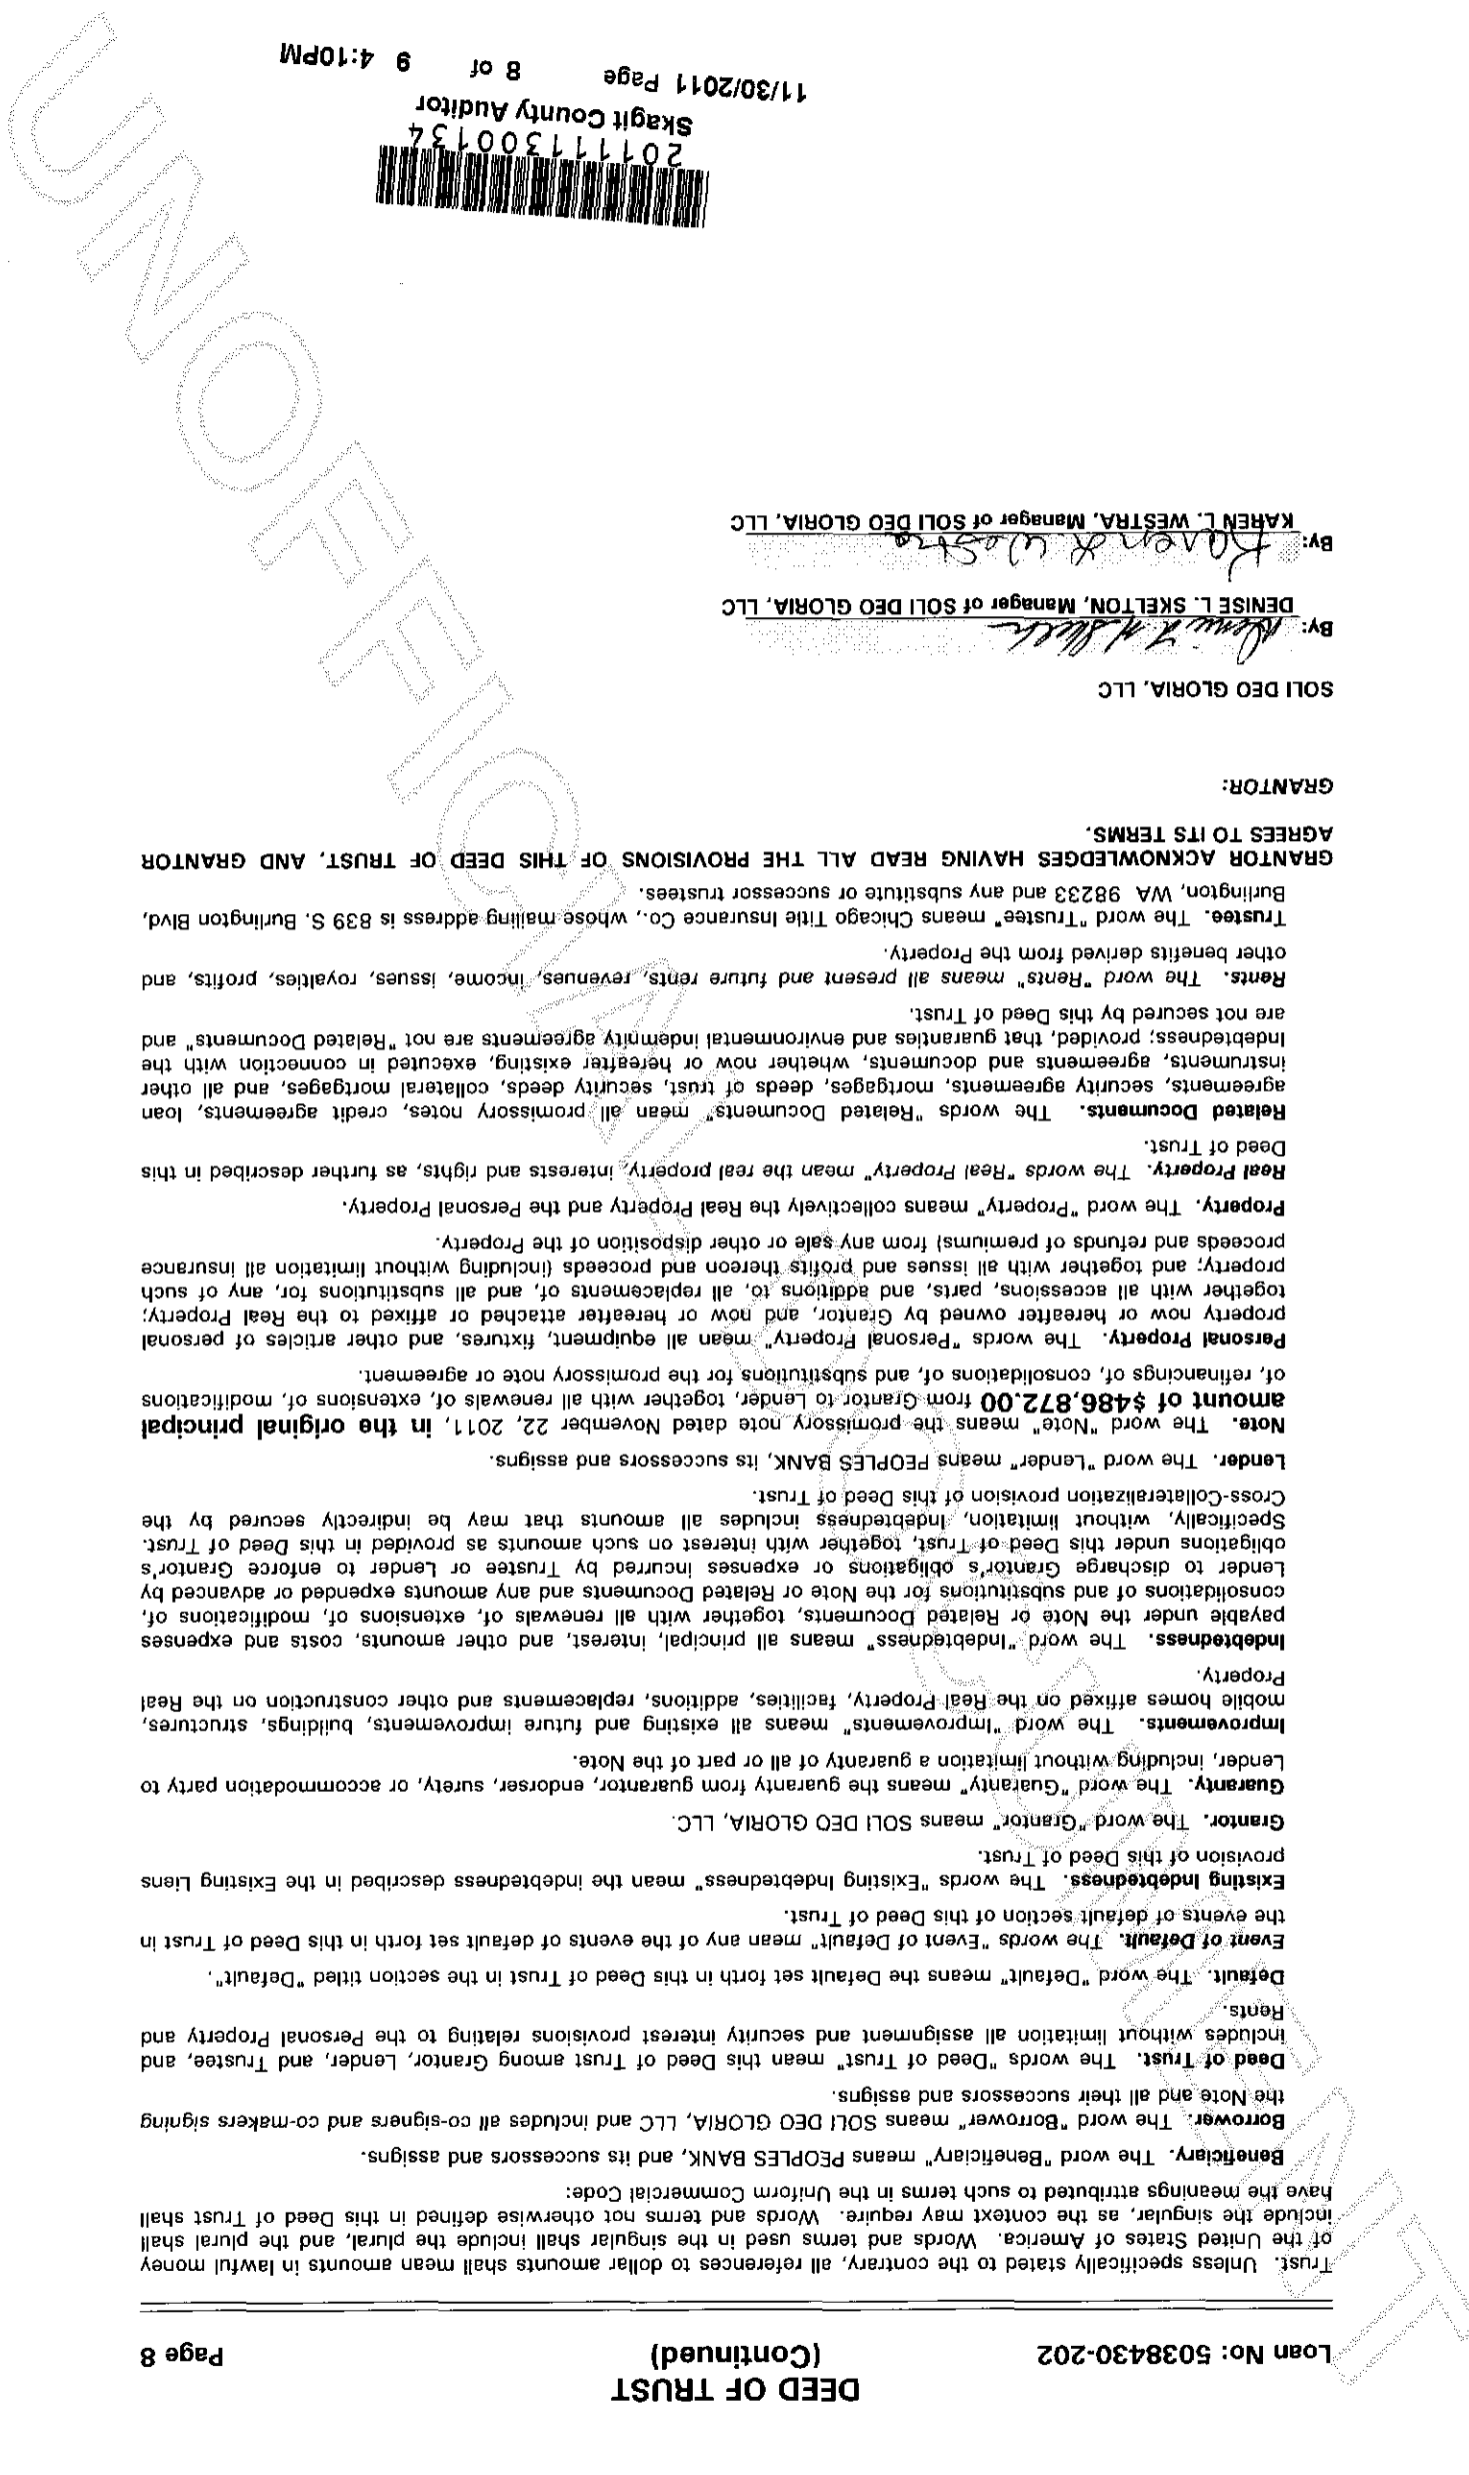 DEED OF TRUST
Loan No: 5038430-202 (Continued) Page 8
Trust. Unless specifically stated to the contrary, all references to dollar amounts shall mean amounts in lawful money
of the United States of America. Words and terms used in the singular shall include the plural, and the plural shall
include the singular, as the context may require. Words and terms not otherwise defined in this Deed of Trust shall
have the meanings attributed to such terms in the Uniform Commercial Code:
Beneficiary. The word "Beneficiary" means PEOPLES BANK, and its successors and assigns.
Borrower. The word "Borrower" means SOLI DEO GLORIA, LLC and includes all co-signers and co-makers signing
the Note and all their successors and assigns.
Deed of Trust. The words "Deed of Trust" mean this Deed of Trust among Grantor, Lender, and Trustee, and
includes without limitation all assignment and security interest provisions relating to the Personal Property and
Rents.
Default. The word "Default" means the Default set forth in this Deed of Trust in the section titled "Default".
Event of Default. The words "Event of Default" mean any of the events of default set forth in this Deed of Trust in
the events of default section of this Deed of Trust.
Existing Indebtedness. The words "Existing Indebtedness" mean the indebtedness described in the Existing Liens
provision of this Deed of Trust.
Grantor. The word "Grantor" means SOLI DEO GLORIA, LLC.
Guaranty. The word "Guaranty" means the guaranty from guarantor, endorser, surety, or accommodation party to
Lender, including without limitation a guaranty of all or part of the Note.
Improvements. The word "Improvements" means all existing and future improvements, buildings, structures,
mobile homes affixed on the Real Property, facilities, additions, replacements and other construction on the Real
Property.
Indebtedness. The word "Indebtedness" means all principal, interest, and other amounts, costs and expenses
payable under the Note or Related Documents, together with all renewals of, extensions of, modifications of,
consolidations of and substitutions for the Note or Related Documents and any amounts expended or advanced by
Lender to discharge Grantor's obligations or expenses incurred by Trustee or Lender to enforce Grantor's
obligations under this Deed of Trust, together with interest on such amounts as provided in this Deed of Trust.
Specifically, without limitation, Indebtedness includes all amounts that may be indirectly secured by the
Cross-Collateralization provision of this Deed of Trust.
Lender. The word "Lender" means PEOPLES BANK, its successors and assigns.
Note. The word "Note" means the promissory note dated November 22, 2011, in the original principal
amount of $486,872.00 from Grantor to Lender, together with all renewals of, extensions of, modifications
of, refinancings of, consolidations of, and substitutions for the promissory note or agreement.
Personal Property. The words "Personal Property" mean all equipment, fixtures, and other articles of personal
property now or hereafter owned by Grantor, and now or hereafter attached or affixed to the Real Property;
together with all accessions, parts, and additions to, all replacements of, and all substitutions for, any of such
property; and together with all issues and profits thereon and proceeds (including without limitation all insurance
proceeds and refunds of premiums) from any sale or other disposition of the Property.
Property. The word "Property" means collectively the Real Property and the Personal Property.
Real Property. The words "Real Property" mean the real property, interests and rights, as further described in this
Deed of Trust.
Related Documents. The words "Related Documents" mean all promissory notes, credit agreements, loan
agreements, security agreements, mortgages, deeds of trust, security deeds, collateral mortgages, and all other
instruments, agreements and documents, whether now or hereafter existing, executed in connection with the
Indebtedness; provided, that guaranties and environmental indemnity agreements are not "Related Documents" and
are not secured by this Deed of Trust.
Rents. The word "Rents" means all present and future rents, revenues, income, issues, royalties, profits, and
other benefits derived from the Property.
Trustee. The word "Trustee" means Chicago Title Insurance Co., whose mailing address is 839 S. Burlington Blvd,
Burlington, WA 98233 and any substitute or successor trustees.
GRANTOR ACKNOWLEDGES HAVING READ ALL THE PROVISIONS OF THIS DEED OF TRUST, AND GRANTOR
AGREES TO ITS TERMS.
GRANTOR:
SOLI DEO GLORIA, LLC
By:
DENISE L. SKELTON, Manager of SOLI DEO GLORIA, LLC
By: Karen L Westra
KAREN L. WESTRA, Manager of SOLI DEO GLORIA, LLC
201111300134
Skagit County Auditor
11/30/2011 Page 8 of 9 4:10PM
UNOFFICIAL DOCUMENT